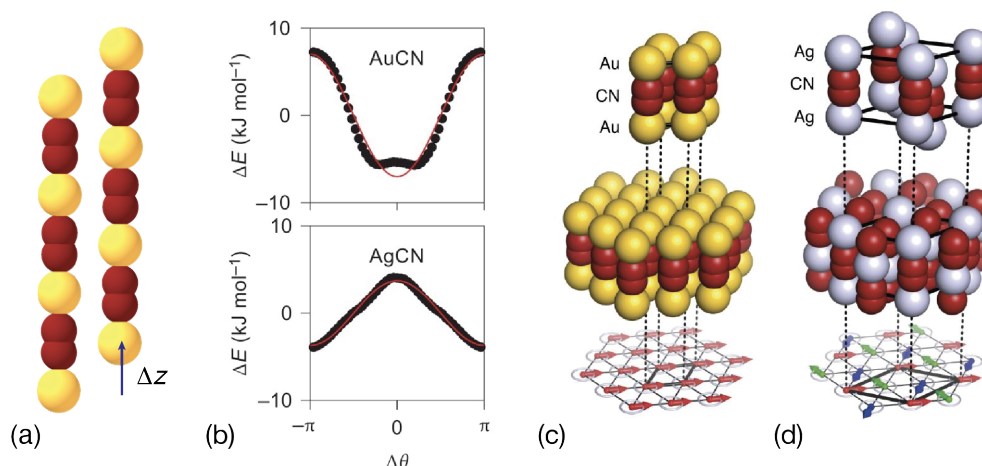 Δz
(a)
10
AuCN
0
−10
ΔE (kJ mol⁻¹)
10
AgCN
0
−10
ΔE (kJ mol⁻¹)
−π 0 π
Δθ
(b)
Au
CN
Au
(c)
Ag
CN
Ag
(d)